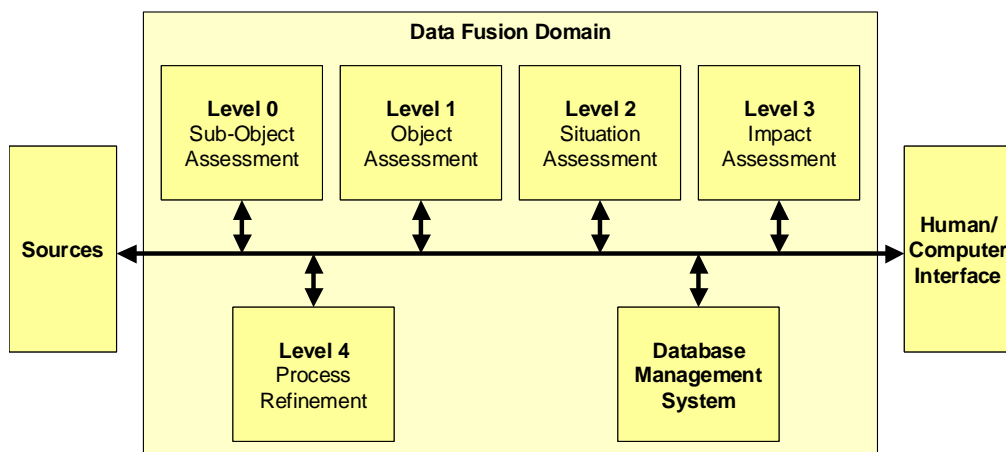 Data Fusion Domain
Level 0
Sub-Object
Assessment
Level 1
Object
Assessment
Level 2
Situation
Assessment
Level 3
Impact
Assessment
Sources
Human/
Computer
Interface
Level 4
Process
Refinement
Database
Management
System